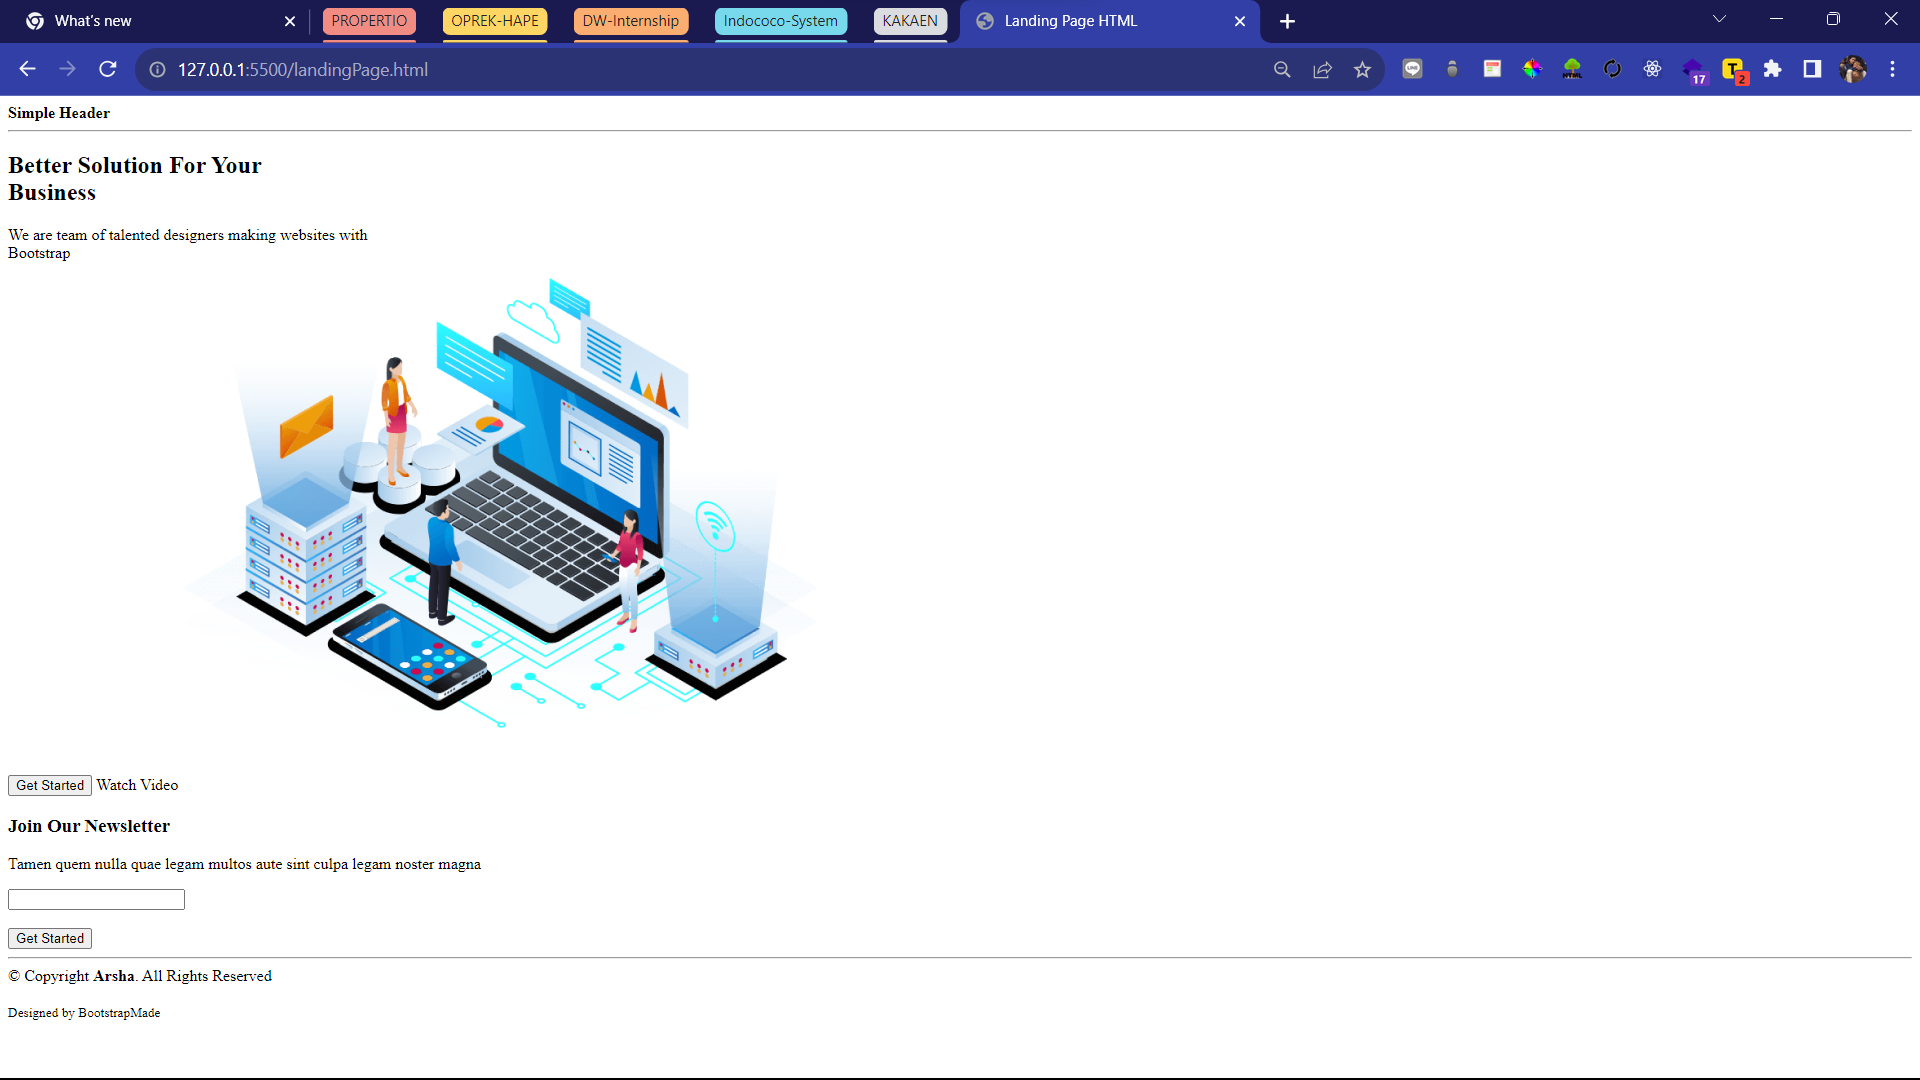 What's new
PROPERTIO
OPREK-HAPE
DW-Internship
Indococo-System
KAKAEN
Landing Page HTML
127.0.0.1:5500/landingPage.html
LINE
HTML
17
T
2
Simple Header
Better Solution For Your
Business
We are team of talented designers making websites with
Bootstrap
Get Started Watch Video
Join Our Newsletter
Tamen quem nulla quae legam multos aute sint culpa legam noster magna
Get Started
© Copyright Arsha. All Rights Reserved
Designed by BootstrapMade